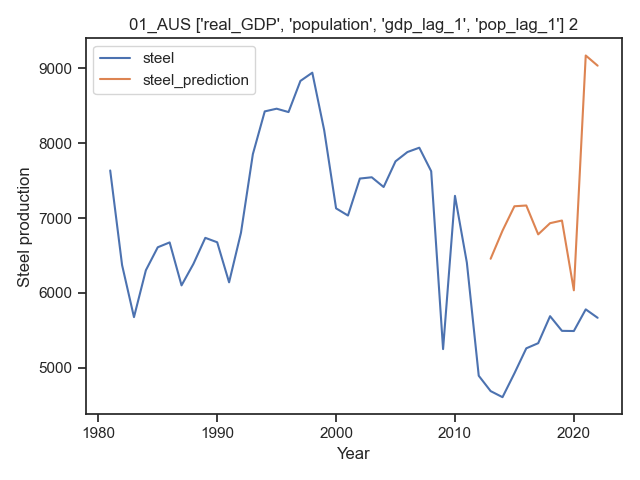 01_AUS ['real_GDP', 'population', 'gdp_lag_1', 'pop_lag_1'] 2
steel
steel_prediction
9000
8000
7000
6000
5000
Steel production
1980 1990 2000 2010 2020
Year